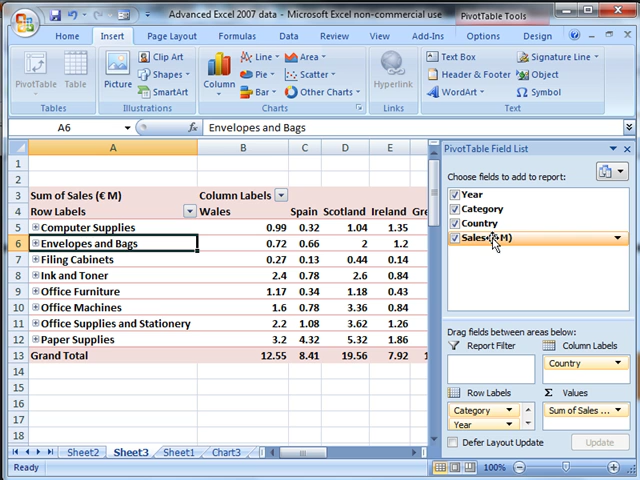 Advanced Excel 2007 data - Microsoft Excel non-commercial use
PivotTable Tools
Home Insert Page Layout Formulas Data Review View Options Design
PivotTable Table
Tables
Picture
Clip Art
Shapes
SmartArt
Illustrations
Column
Line
Pie
Bar
Area
Scatter
Other Charts
Charts
Hyperlink
Links
Text Box
Header & Footer
WordArt
Signature Line
Object
Symbol
Text
A6
fx
Envelopes and Bags
A B C D E F
1
2
3 Sum of Sales (€ M) Column Labels
4 Row Labels Wales Spain Scotland Ireland Gre
5 Computer Supplies 0.99 0.32 1.04 1.35
6 Envelopes and Bags 0.72 0.66 2 1.2
7 Filing Cabinets 0.27 0.13 0.44 0.14
8 Ink and Toner 2.4 0.78 2.6 0.84
9 Office Furniture 1.17 0.34 1.18 0.43
10 Office Machines 1.6 0.78 3.36 0.84
11 Office Supplies and Stationery 2.2 1.08 3.62 1.26
12 Paper Supplies 3.2 4.32 5.32 1.86
13 Grand Total 12.55 8.41 19.56 7.92 1
14
15
16
17
18
PivotTable Field List
Choose fields to add to report:
Year
Category
Country
Sales M)
Drag fields between areas below:
Report Filter
Column Labels
Country
Row Labels
Σ Values
Category
Year
Sum of Sales ...
Defer Layout Update
Update
Sheet2 Sheet3 Sheet1 Chart3
Ready
100%